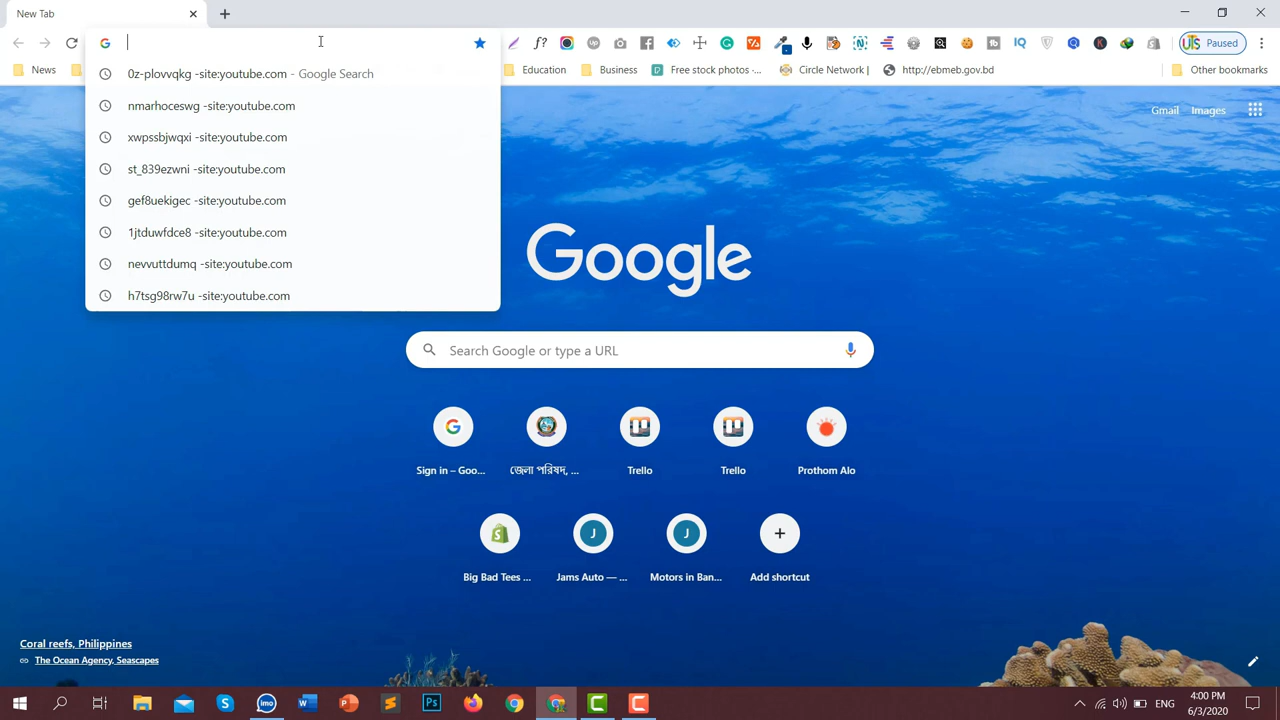 New Tab
0z-plovvqkg -site:youtube.com - Google Search
nmarhoceswg -site:youtube.com
xwpssbjwqxi -site:youtube.com
st_839ezwni -site:youtube.com
gef8uekigec -site:youtube.com
1jtduwfdce8 -site:youtube.com
nevvuttdumq -site:youtube.com
h7tsg98rw7u -site:youtube.com
Paused
News
Education
Business
Free stock photos -...
Circle Network |
http://ebmeb.gov.bd
Other bookmarks
Gmail
Images
Google
Search Google or type a URL
Sign in – Goo...
জেলা পরিষদ, ...
Trello
Trello
Prothom Alo
Big Bad Tees ...
Jams Auto — ...
Motors in Ban...
Add shortcut
Coral reefs, Philippines
The Ocean Agency, Seascapes
ENG
4:00 PM
6/3/2020